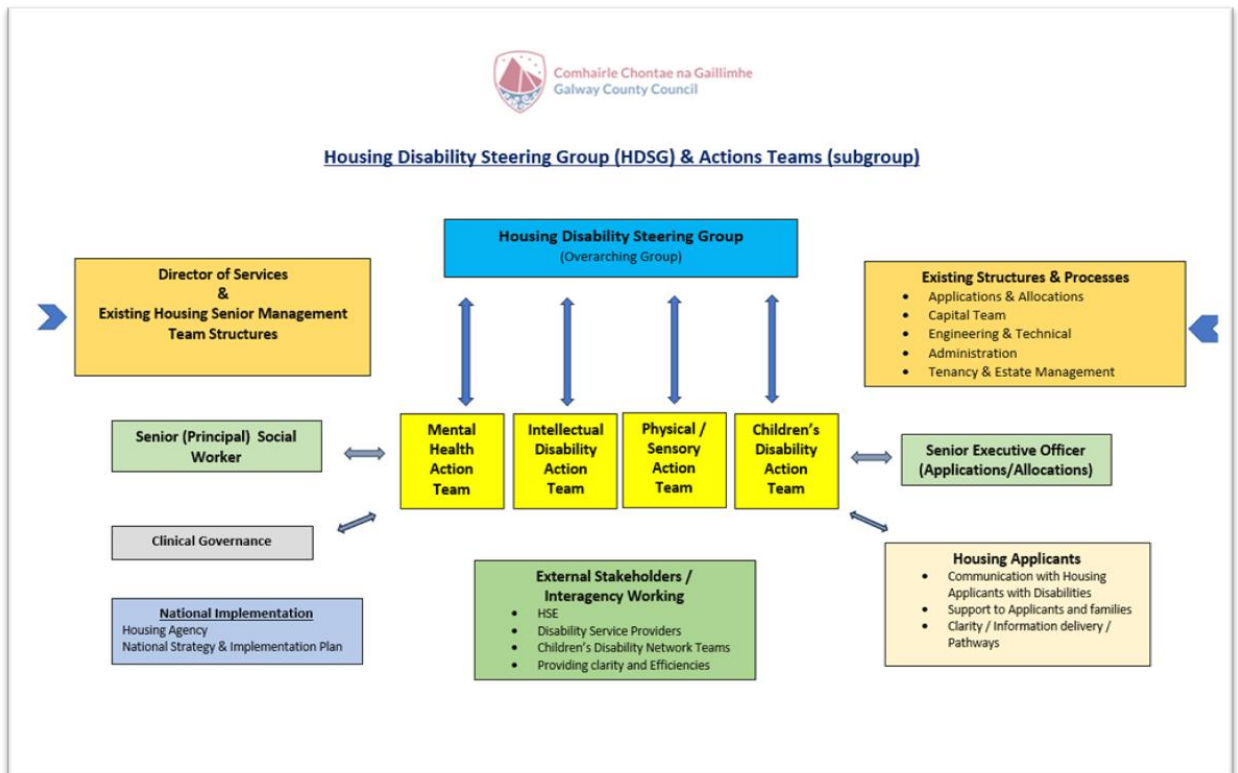 Comhairle Chontae na Gaillimhe
Galway County Council
Housing Disability Steering Group (HDSG) & Actions Teams (subgroup)
Housing Disability Steering Group
(Overarching Group)
Director of Services
&
Existing Housing Senior Management
Team Structures
Existing Structures & Processes
• Applications & Allocations
• Capital Team
• Engineering & Technical
• Administration
• Tenancy & Estate Management
Senior (Principal) Social
Worker
Mental
Health
Action
Team
Intellectual
Disability
Action
Team
Physical /
Sensory
Action
Team
Children's
Disability
Action
Team
Senior Executive Officer
(Applications/Allocations)
Clinical Governance
National Implementation
Housing Agency
National Strategy & Implementation Plan
External Stakeholders /
Interagency Working
• HSE
• Disability Service Providers
• Children's Disability Network Teams
• Providing clarity and Efficiencies
Housing Applicants
• Communication with Housing
Applicants with Disabilities
• Support to Applicants and families
• Clarity / Information delivery /
Pathways